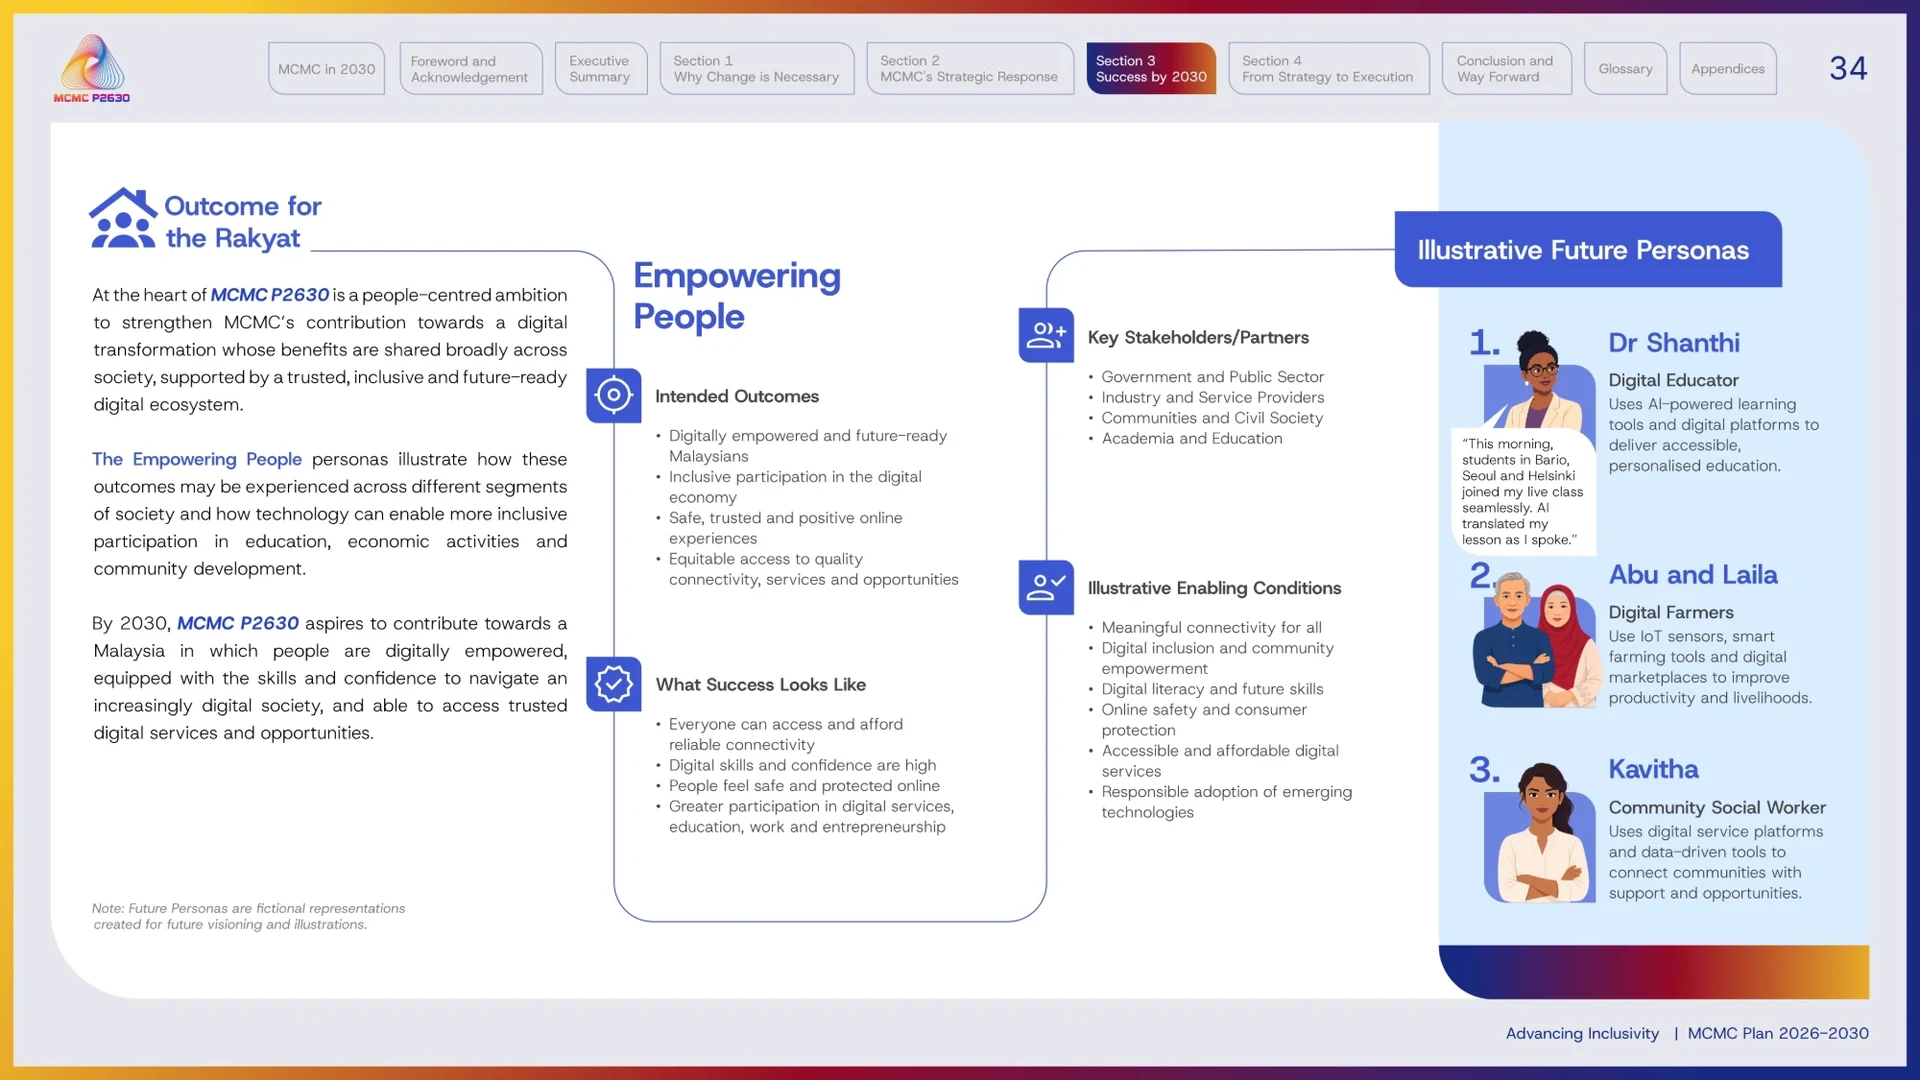 MCMC P2630
MCMC in 2030
Foreword and
Acknowledgement
Executive
Summary
Section 1
Why Change is Necessary
Section 2
MCMC's Strategic Response
Section 3
Success by 2030
Section 4
From Strategy to Execution
Conclusion and
Way Forward
Glossary
Appendices
34
Outcome for
the Rakyat
At the heart of MCMC P2630 is a people-centred ambition
to strengthen MCMC's contribution towards a digital
transformation whose benefits are shared broadly across
society, supported by a trusted, inclusive and future-ready
digital ecosystem.
The Empowering People personas illustrate how these
outcomes may be experienced across different segments
of society and how technology can enable more inclusive
participation in education, economic activities and
community development.
By 2030, MCMC P2630 aspires to contribute towards a
Malaysia in which people are digitally empowered,
equipped with the skills and confidence to navigate an
increasingly digital society, and able to access trusted
digital services and opportunities.
Note: Future Personas are fictional representations
created for future visioning and illustrations.
Empowering
People
Intended Outcomes
• Digitally empowered and future-ready
Malaysians
• Inclusive participation in the digital
economy
• Safe, trusted and positive online
experiences
• Equitable access to quality
connectivity, services and opportunities
What Success Looks Like
• Everyone can access and afford
reliable connectivity
• Digital skills and confidence are high
• People feel safe and protected online
• Greater participation in digital services,
education, work and entrepreneurship
Key Stakeholders/Partners
• Government and Public Sector
• Industry and Service Providers
• Communities and Civil Society
• Academia and Education
Illustrative Enabling Conditions
• Meaningful connectivity for all
• Digital inclusion and community
empowerment
• Digital literacy and future skills
• Online safety and consumer
protection
• Accessible and affordable digital
services
• Responsible adoption of emerging
technologies
Illustrative Future Personas
1.
Dr Shanthi
Digital Educator
Uses AI-powered learning
tools and digital platforms to
deliver accessible,
personalised education.
"This morning,
students in Bario,
Seoul and Helsinki
joined my live class
seamlessly. AI
translated my
lesson as I spoke."
2.
Abu and Laila
Digital Farmers
Use IoT sensors, smart
farming tools and digital
marketplaces to improve
productivity and livelihoods.
3.
Kavitha
Community Social Worker
Uses digital service platforms
and data-driven tools to
connect communities with
support and opportunities.
Advancing Inclusivity | MCMC Plan 2026-2030